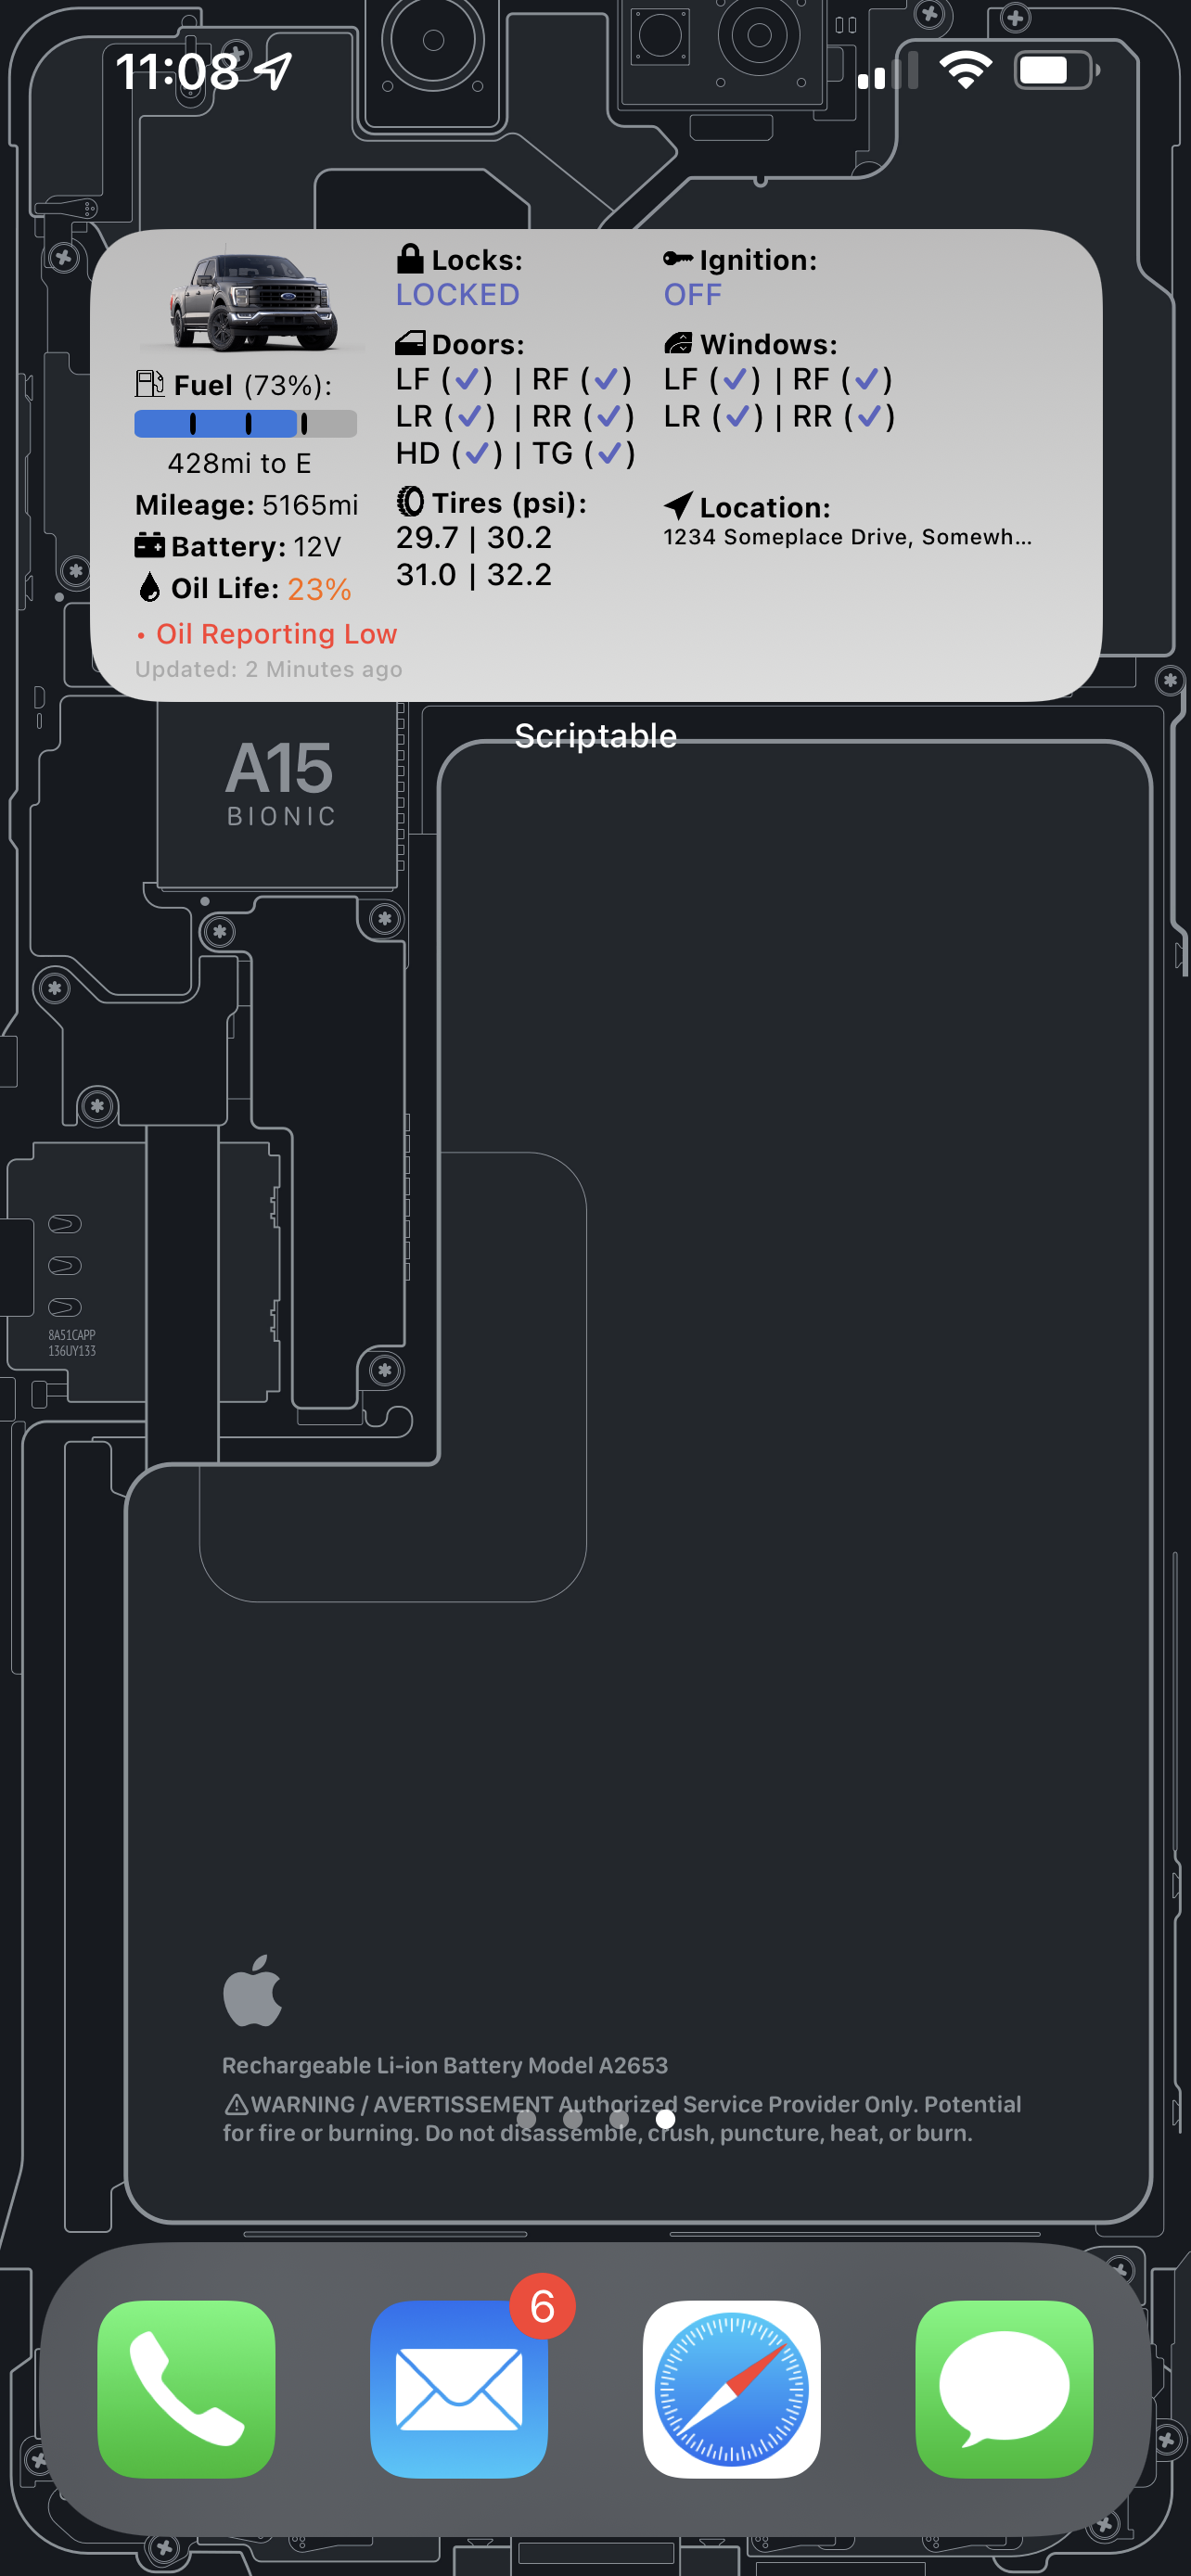 11:08
Locks:
LOCKED
Ignition:
OFF
Doors:
LF (✓) | RF (✓)
LR (✓) | RR (✓)
HD (✓) | TG (✓)
Windows:
LF (✓) | RF (✓)
LR (✓) | RR (✓)
Fuel (73%):
428mi to E
Mileage: 5165mi
Battery: 12V
Oil Life: 23%
Tires (psi):
29.7 | 30.2
31.0 | 32.2
Location:
1234 Someplace Drive, Somewh...
• Oil Reporting Low
Updated: 2 Minutes ago
Scriptable
A15
BIONIC
8A51CAPP
136UY133
Rechargeable Li-ion Battery Model A2653
⚠WARNING / AVERTISSEMENT Authorized Service Provider Only. Potential
for fire or burning. Do not disassemble, crush, puncture, heat, or burn.
6